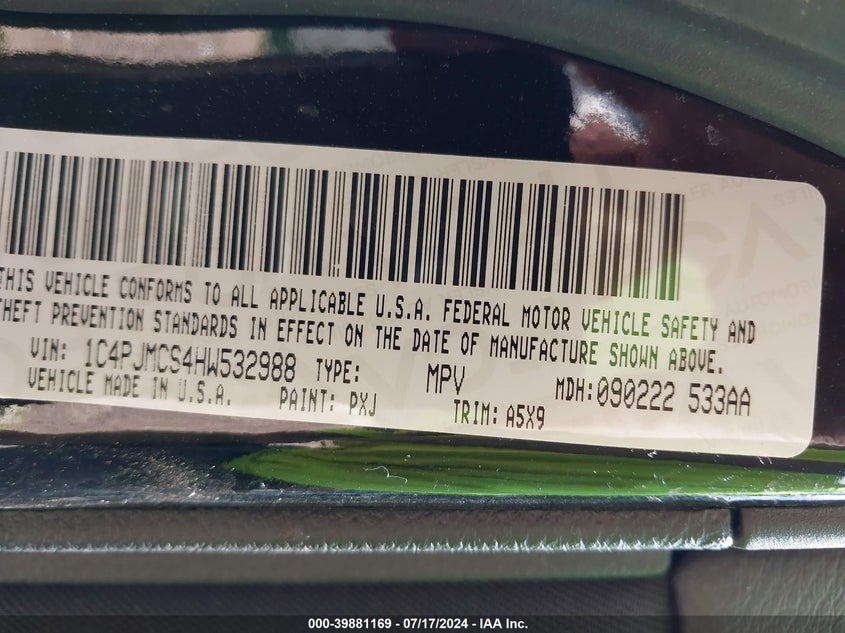 THIS VEHICLE CONFORMS TO ALL APPLICABLE U.S.A. FEDERAL MOTOR VEHICLE SAFETY AND
THEFT PREVENTION STANDARDS IN EFFECT ON THE DATE OF MANUFACTURE SHOWN ABOVE.
VIN: 1C4PJMCS4HW532988 TYPE: MPV MDH:090222 533AA
VEHICLE MADE IN U.S.A. PAINT: PXJ TRIM: A5X9
000-39881169 - 07/17/2024 - IAA Inc.